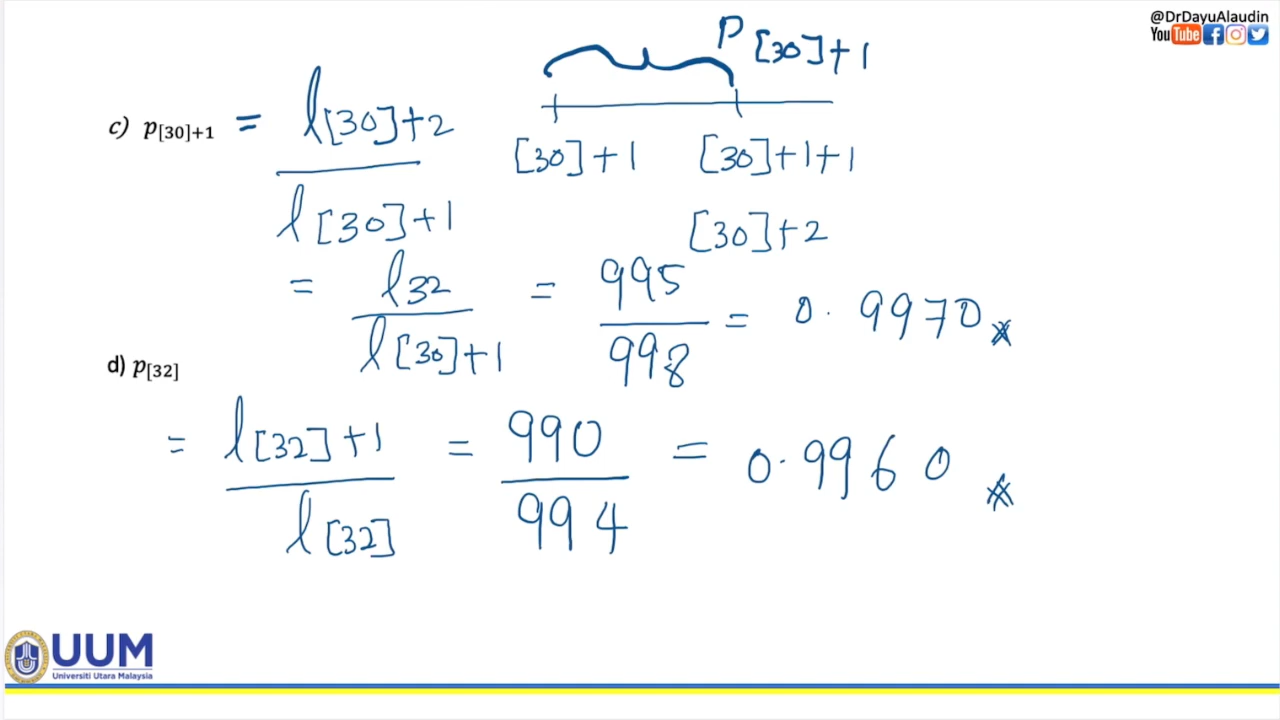 @DrDayuAlaudin
YouTube
p[30]+1
c) p[30]+1 = l[30]+2 / l[30]+1
[30]+1 [30]+1+1
[30]+2
= l32 / l[30]+1 = 995 / 998 = 0.9970
d) p[32]
= l[32]+1 / l[32] = 990 / 994 = 0.9960
UUM
Universiti Utara Malaysia